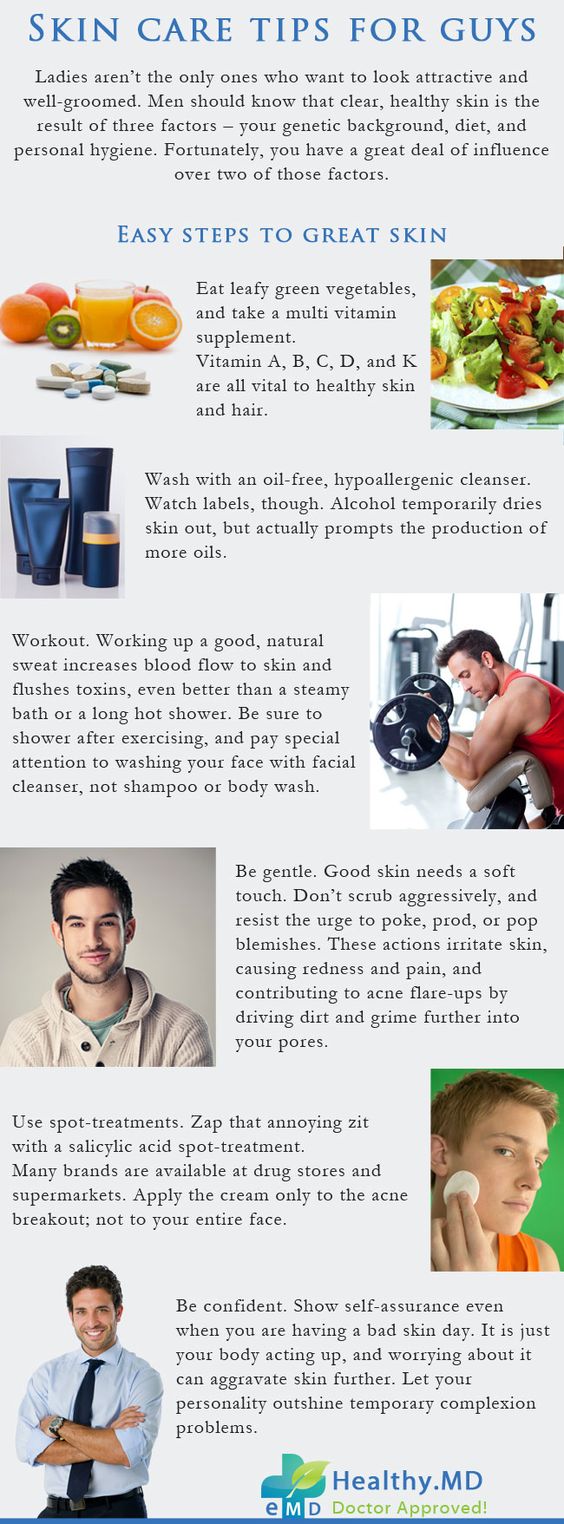 Skin care tips for guys
Ladies aren't the only ones who want to look attractive and
well-groomed. Men should know that clear, healthy skin is the
result of three factors – your genetic background, diet, and
personal hygiene. Fortunately, you have a great deal of influence
over two of those factors.
Easy steps to great skin
Eat leafy green vegetables,
and take a multi vitamin
supplement.
Vitamin A, B, C, D, and K
are all vital to healthy skin
and hair.
Wash with an oil-free, hypoallergenic cleanser.
Watch labels, though. Alcohol temporarily dries
skin out, but actually prompts the production of
more oils.
Workout. Working up a good, natural
sweat increases blood flow to skin and
flushes toxins, even better than a steamy
bath or a long hot shower. Be sure to
shower after exercising, and pay special
attention to washing your face with facial
cleanser, not shampoo or body wash.
Be gentle. Good skin needs a soft
touch. Don't scrub aggressively, and
resist the urge to poke, prod, or pop
blemishes. These actions irritate skin,
causing redness and pain, and
contributing to acne flare-ups by
driving dirt and grime further into
your pores.
Use spot-treatments. Zap that annoying zit
with a salicylic acid spot-treatment.
Many brands are available at drug stores and
supermarkets. Apply the cream only to the acne
breakout; not to your entire face.
Be confident. Show self-assurance even
when you are having a bad skin day. It is just
your body acting up, and worrying about it
can aggravate skin further. Let your
personality outshine temporary complexion
problems.
Healthy.MD
eMD Doctor Approved!